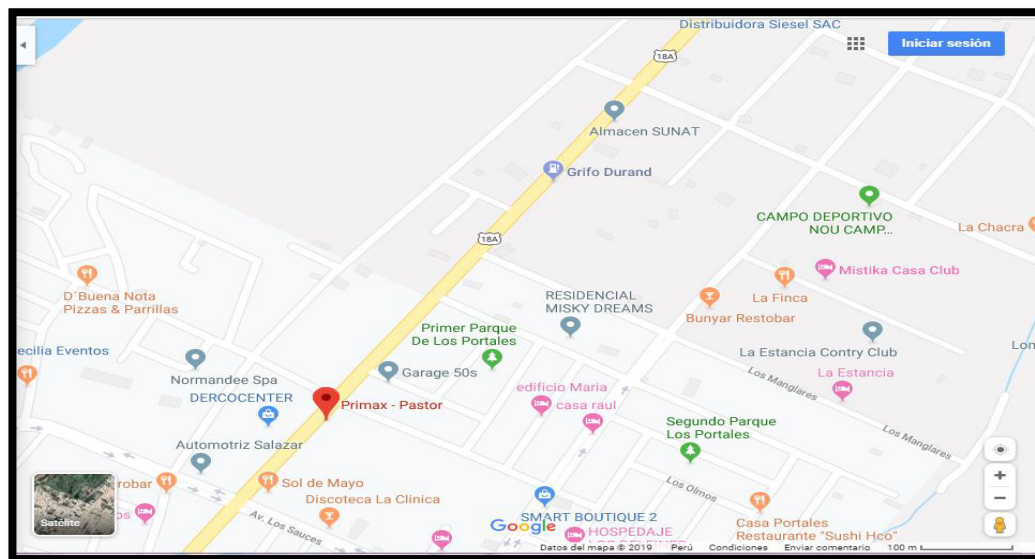 Distribuidora Siesel SAC
Iniciar sesión
18A
Almacen SUNAT
Grifo Durand
CAMPO DEPORTIVO
NOU CAMP...
La Chacra
18A
Mistika Casa Club
D´Buena Nota
Pizzas & Parrillas
La Finca
RESIDENCIAL
MISKY DREAMS
Bunyar Restobar
Primer Parque
De Los Portales
ecilia Eventos
La Estancia Contry Club
Lon
Normandee Spa
Garage 50s
La Estancia
Los Manglares
edificio Maria
DERCOCENTER
Primax - Pastor
casa raul
Segundo Parque
Los Portales
Los Manglares
Automotriz Salazar
Los Olmos
robar
Sol de Mayo
Discoteca La Clinica
os
Av. Los Sauces
SMART BOUTIQUE 2
Casa Portales
Restaurante "Sushi Hco"
Satélite
Google
HOSPEDAJE
LOS DELFINES
Datos del mapa © 2019 Perú Condiciones Enviar comentario 100 m